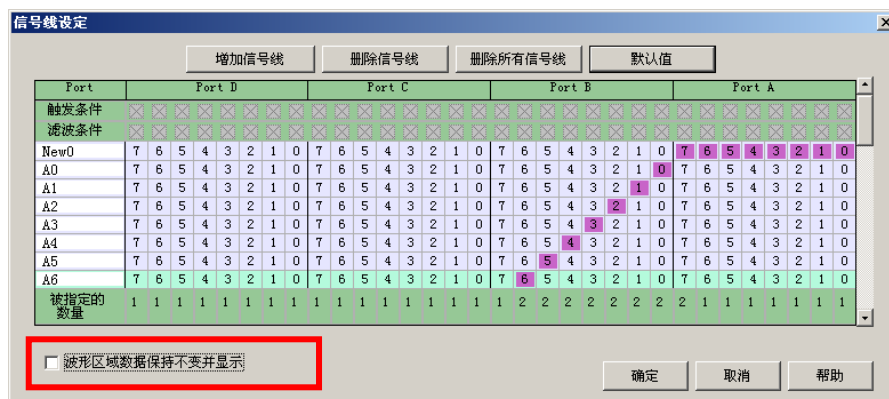 信号线设定
增加信号线 删除信号线 删除所有信号线 默认值
Port Port D Port C Port B Port A
触发条件
滤波条件
New0 7 6 5 4 3 2 1 0 7 6 5 4 3 2 1 0 7 6 5 4 3 2 1 0 7 6 5 4 3 2 1 0
A0 7 6 5 4 3 2 1 0 7 6 5 4 3 2 1 0 7 6 5 4 3 2 1 0 7 6 5 4 3 2 1 0
A1 7 6 5 4 3 2 1 0 7 6 5 4 3 2 1 0 7 6 5 4 3 2 1 0 7 6 5 4 3 2 1 0
A2 7 6 5 4 3 2 1 0 7 6 5 4 3 2 1 0 7 6 5 4 3 2 1 0 7 6 5 4 3 2 1 0
A3 7 6 5 4 3 2 1 0 7 6 5 4 3 2 1 0 7 6 5 4 3 2 1 0 7 6 5 4 3 2 1 0
A4 7 6 5 4 3 2 1 0 7 6 5 4 3 2 1 0 7 6 5 4 3 2 1 0 7 6 5 4 3 2 1 0
A5 7 6 5 4 3 2 1 0 7 6 5 4 3 2 1 0 7 6 5 4 3 2 1 0 7 6 5 4 3 2 1 0
A6 7 6 5 4 3 2 1 0 7 6 5 4 3 2 1 0 7 6 5 4 3 2 1 0 7 6 5 4 3 2 1 0
被指定的
数量 1 1 1 1 1 1 1 1 1 1 1 1 1 1 1 1 1 2 2 2 2 2 2 2 2 1 1 1 1 1 1 1
波形区域数据保持不变并显示
确定 取消 帮助